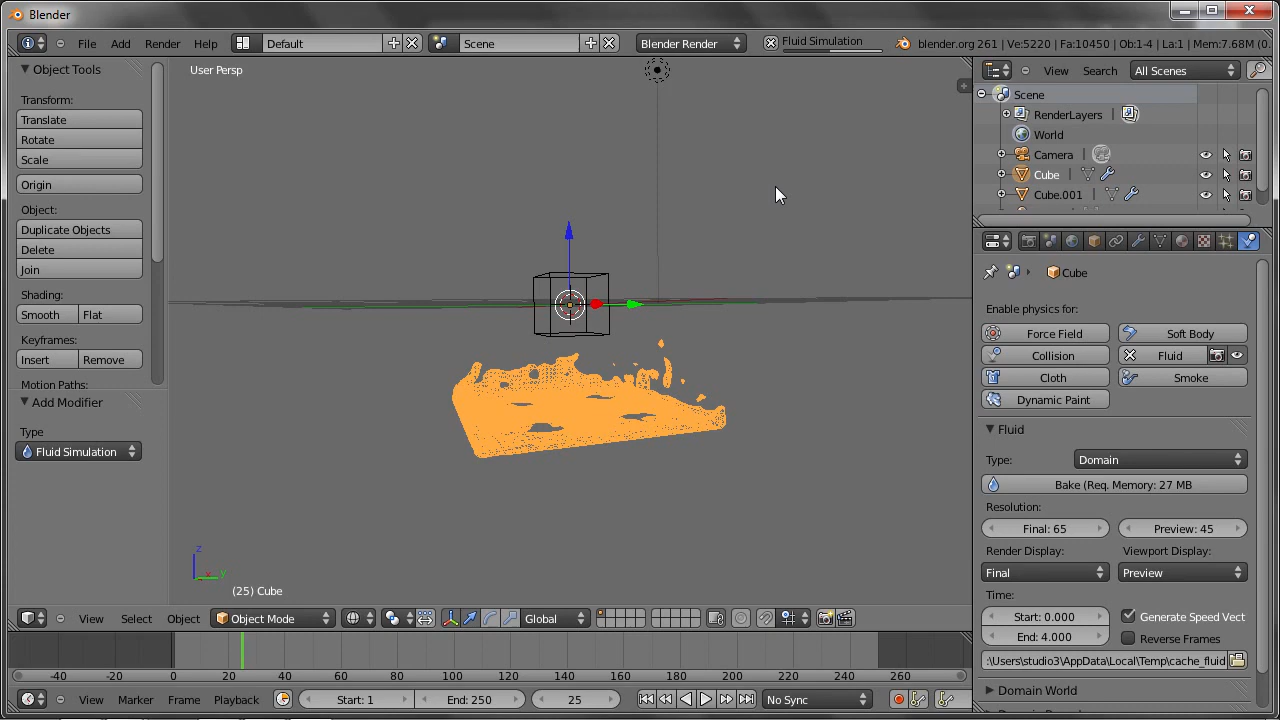 Blender
File Add Render Help Default Scene Blender Render Fluid Simulation blender.org 261 | Ve:5220 | Fa:10450 | Ob:1-4 | La:1 | Mem:7.68M (0.
Object Tools
Transform:
Translate
Rotate
Scale
Origin
Object:
Duplicate Objects
Delete
Join
Shading:
Smooth Flat
Keyframes:
Insert Remove
Motion Paths:
Add Modifier
Type
Fluid Simulation
User Persp
z
y
(25) Cube
View Select Object Object Mode Global
-40 -20 0 20 40 60 80 100 120 140 160 180 200 220 240 260
View Marker Frame Playback Start: 1 End: 250 25 No Sync
View Search All Scenes
Scene
RenderLayers
World
Camera
Cube
Cube.001
Cube
Enable physics for:
Force Field Soft Body
Collision Fluid
Cloth Smoke
Dynamic Paint
Fluid
Type: Domain
Bake (Req. Memory: 27 MB
Resolution:
Final: 65 Preview: 45
Render Display: Viewport Display:
Final Preview
Time:
Start: 0.000 Generate Speed Vect
End: 4.000 Reverse Frames
:\Users\studio3\AppData\Local\Temp\cache_fluid
Domain World